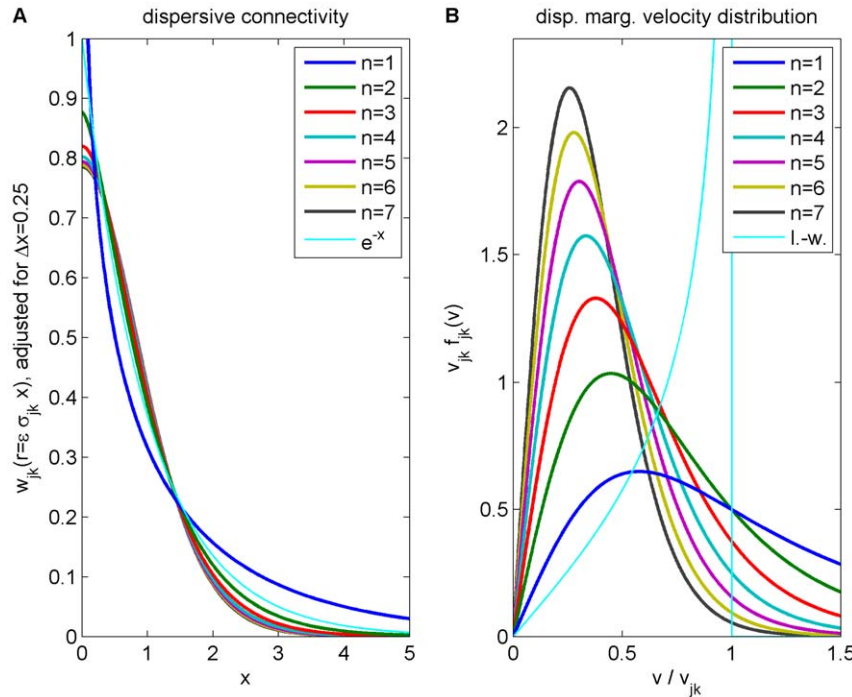 A
dispersive connectivity
w_jk(r=ε σ_jk x), adjusted for Δx=0.25
1
0.9
0.8
0.7
0.6
0.5
0.4
0.3
0.2
0.1
0
0 1 2 3 4 5
x
n=1
n=2
n=3
n=4
n=5
n=6
n=7
e^-x
B
disp. marg. velocity distribution
v_jk f_jk(v)
2
1.5
1
0.5
0
0 0.5 1 1.5
v / v_jk
n=1
n=2
n=3
n=4
n=5
n=6
n=7
l.-w.